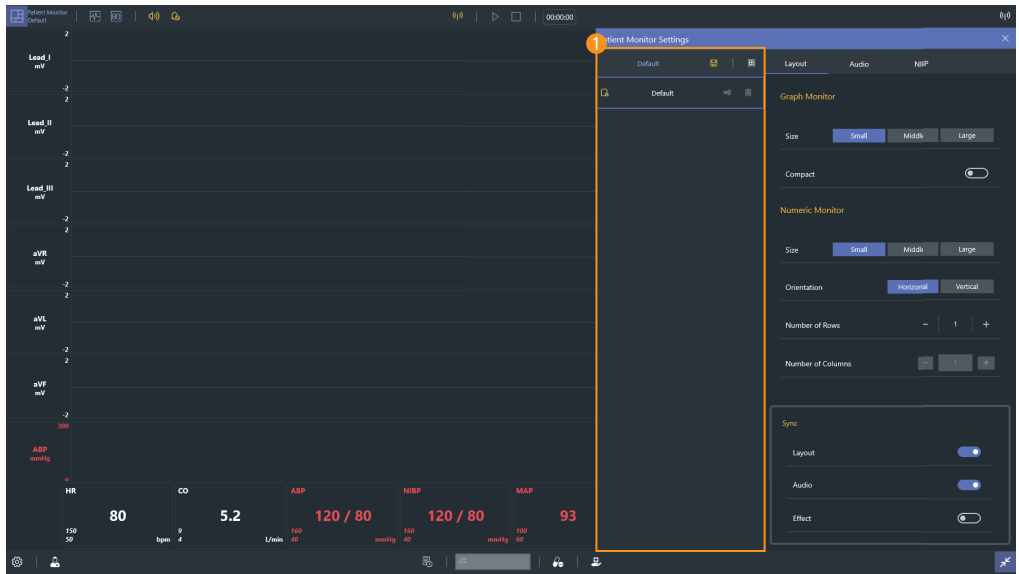 Patient Monitor
Default
80
00:00:00
1
Patient Monitor Settings
Default
Default
Layout Audio NIIP
Graph Monitor
Size Small Middle Large
Compact
Numeric Monitor
Size Small Middle Large
Orientation Horizontal Vertical
Number of Rows − 1 +
Number of Columns − 1 +
Sync
Layout
Audio
Effect
2
Lead_I
mV
-2
2
Lead_II
mV
-2
2
Lead_III
mV
-2
2
aVR
mV
-2
2
aVL
mV
-2
2
aVF
mV
-2
300
ABP
mmHg
0
HR
80
150
50 bpm
CO
5.2
9
4 L/min
ABP
120 / 80
160
40 mmHg
NIBP
120 / 80
160
40 mmHg
MAP
93
100
60